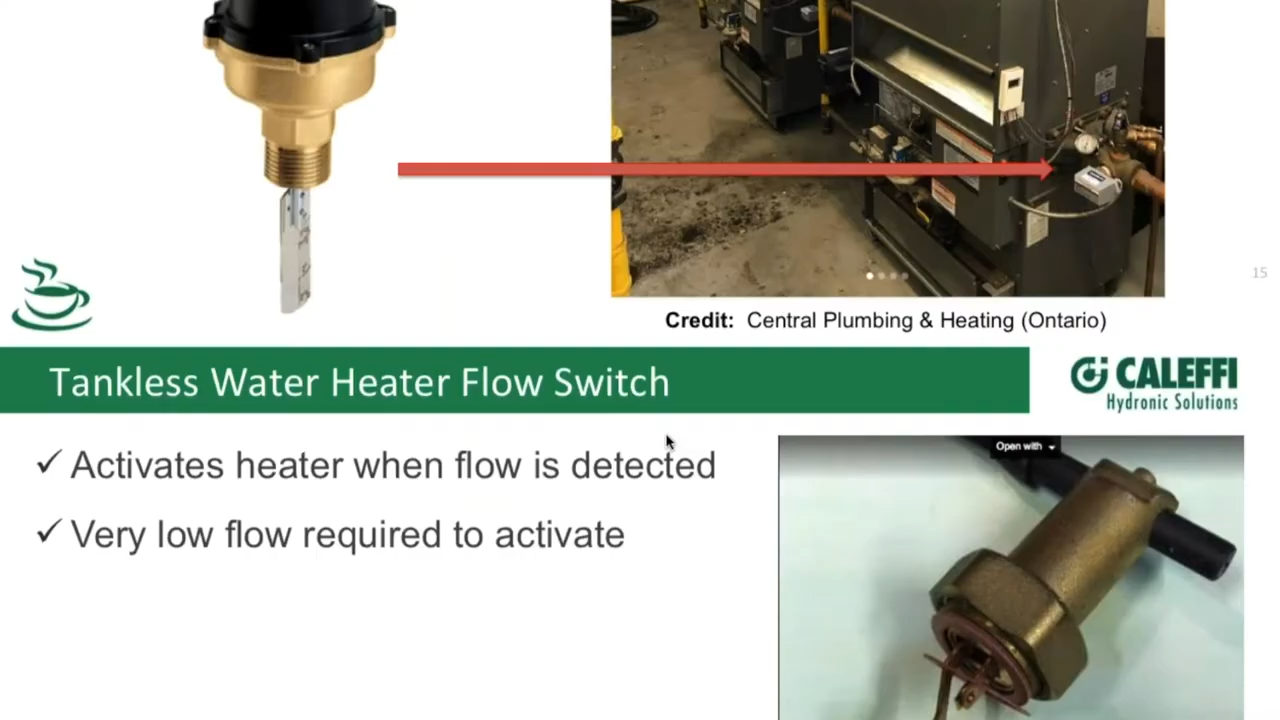 15
Credit: Central Plumbing & Heating (Ontario)
Tankless Water Heater Flow Switch
CALEFFI
Hydronic Solutions
✓ Activates heater when flow is detected
✓ Very low flow required to activate
Open with